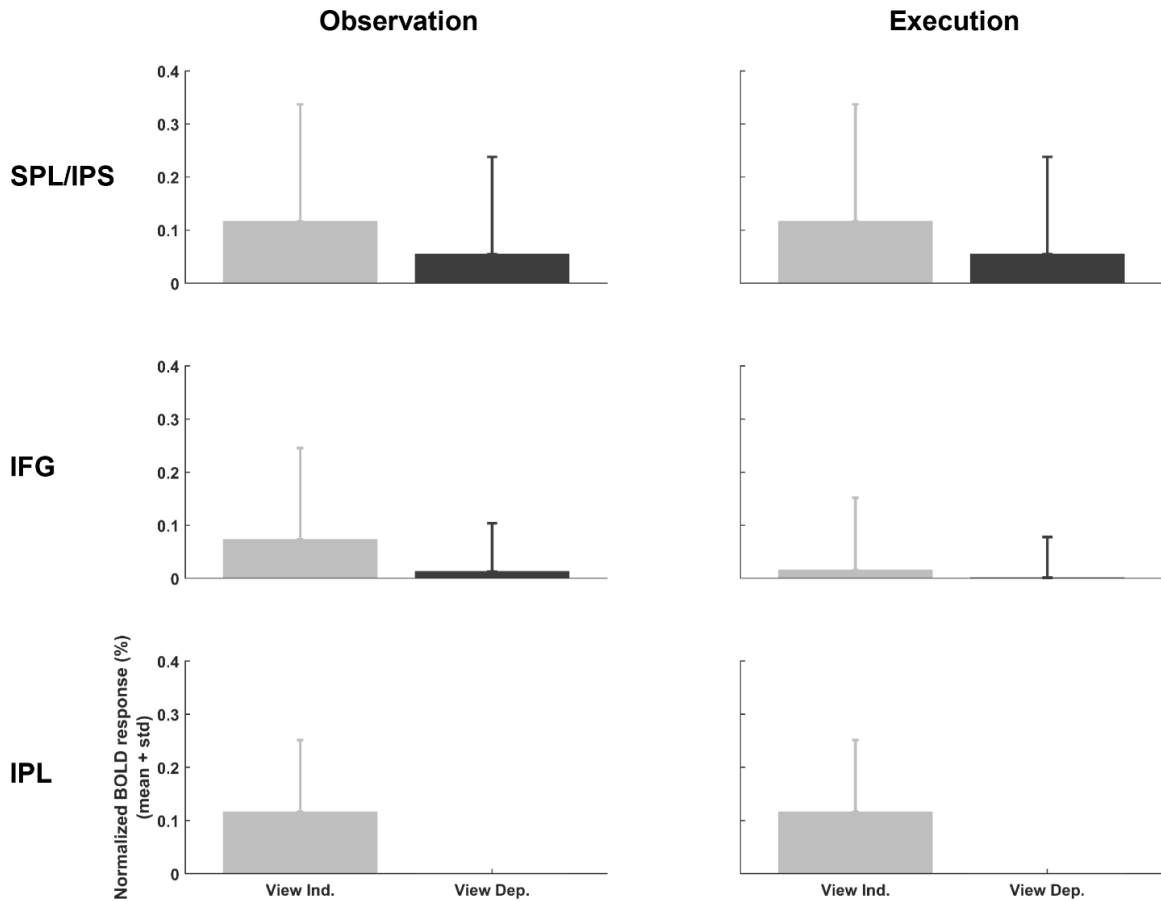 Observation
Execution
SPL/IPS
0.4
0.3
0.2
0.1
0
IFG
0.4
0.3
0.2
0.1
0
IPL
Normalized BOLD response (%)
(mean + std)
0.4
0.3
0.2
0.1
0
View Ind.
View Dep.
View Ind.
View Dep.